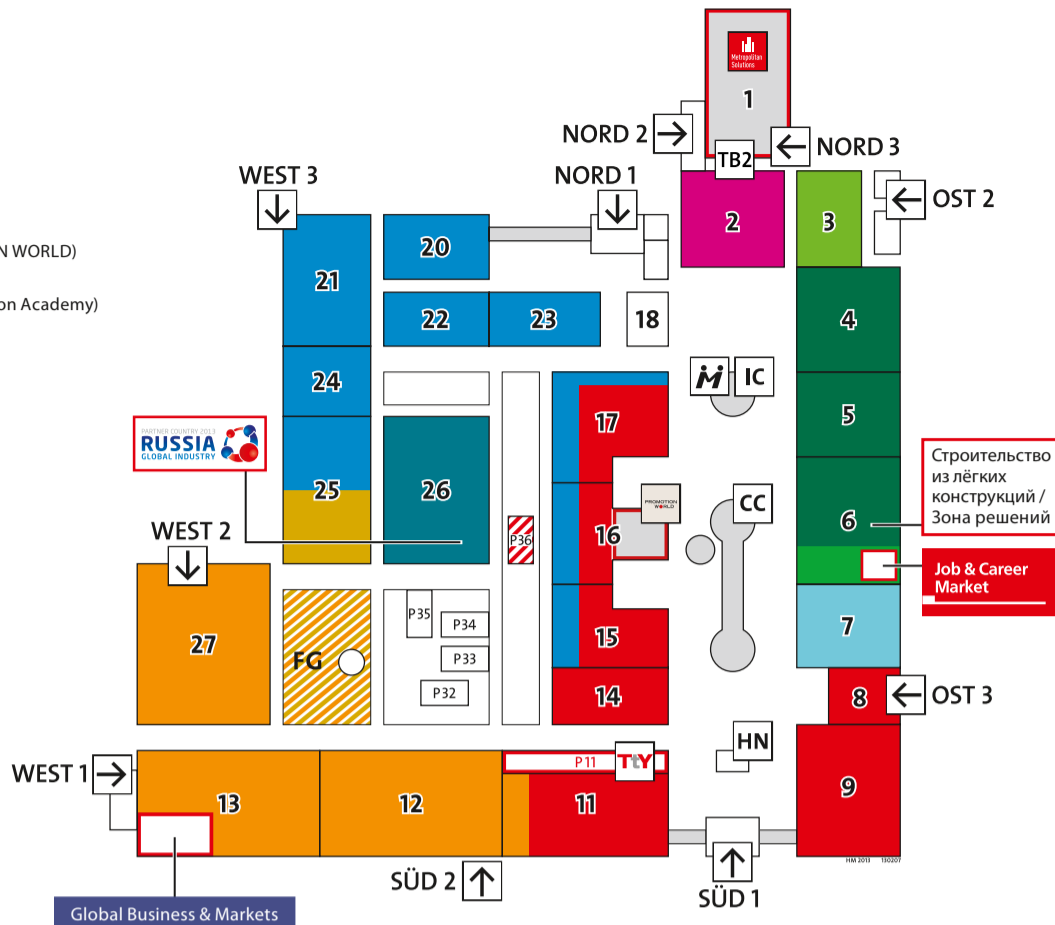 Metropolitan
Solutions
1
NORD 2
NORD 3
TB2
WEST 3
NORD 1
OST 2
2
3
N WORLD)
20
21
on Academy)
22
23
18
4
24
IC
PARTNER COUNTRY 2013
RUSSIA
GLOBAL INDUSTRY
17
5
Строительство
из лёгких
конструкций /
Зона решений
25
26
PROMOTION
WORLD
CC
6
WEST 2
P36
16
Job & Career
Market
P35
P34
7
27
FG
P33
15
P32
14
8
OST 3
HN
WEST 1
P 11
TtY
13
12
11
9
HM 2013 130207
SÜD 2
SÜD 1
Global Business & Markets